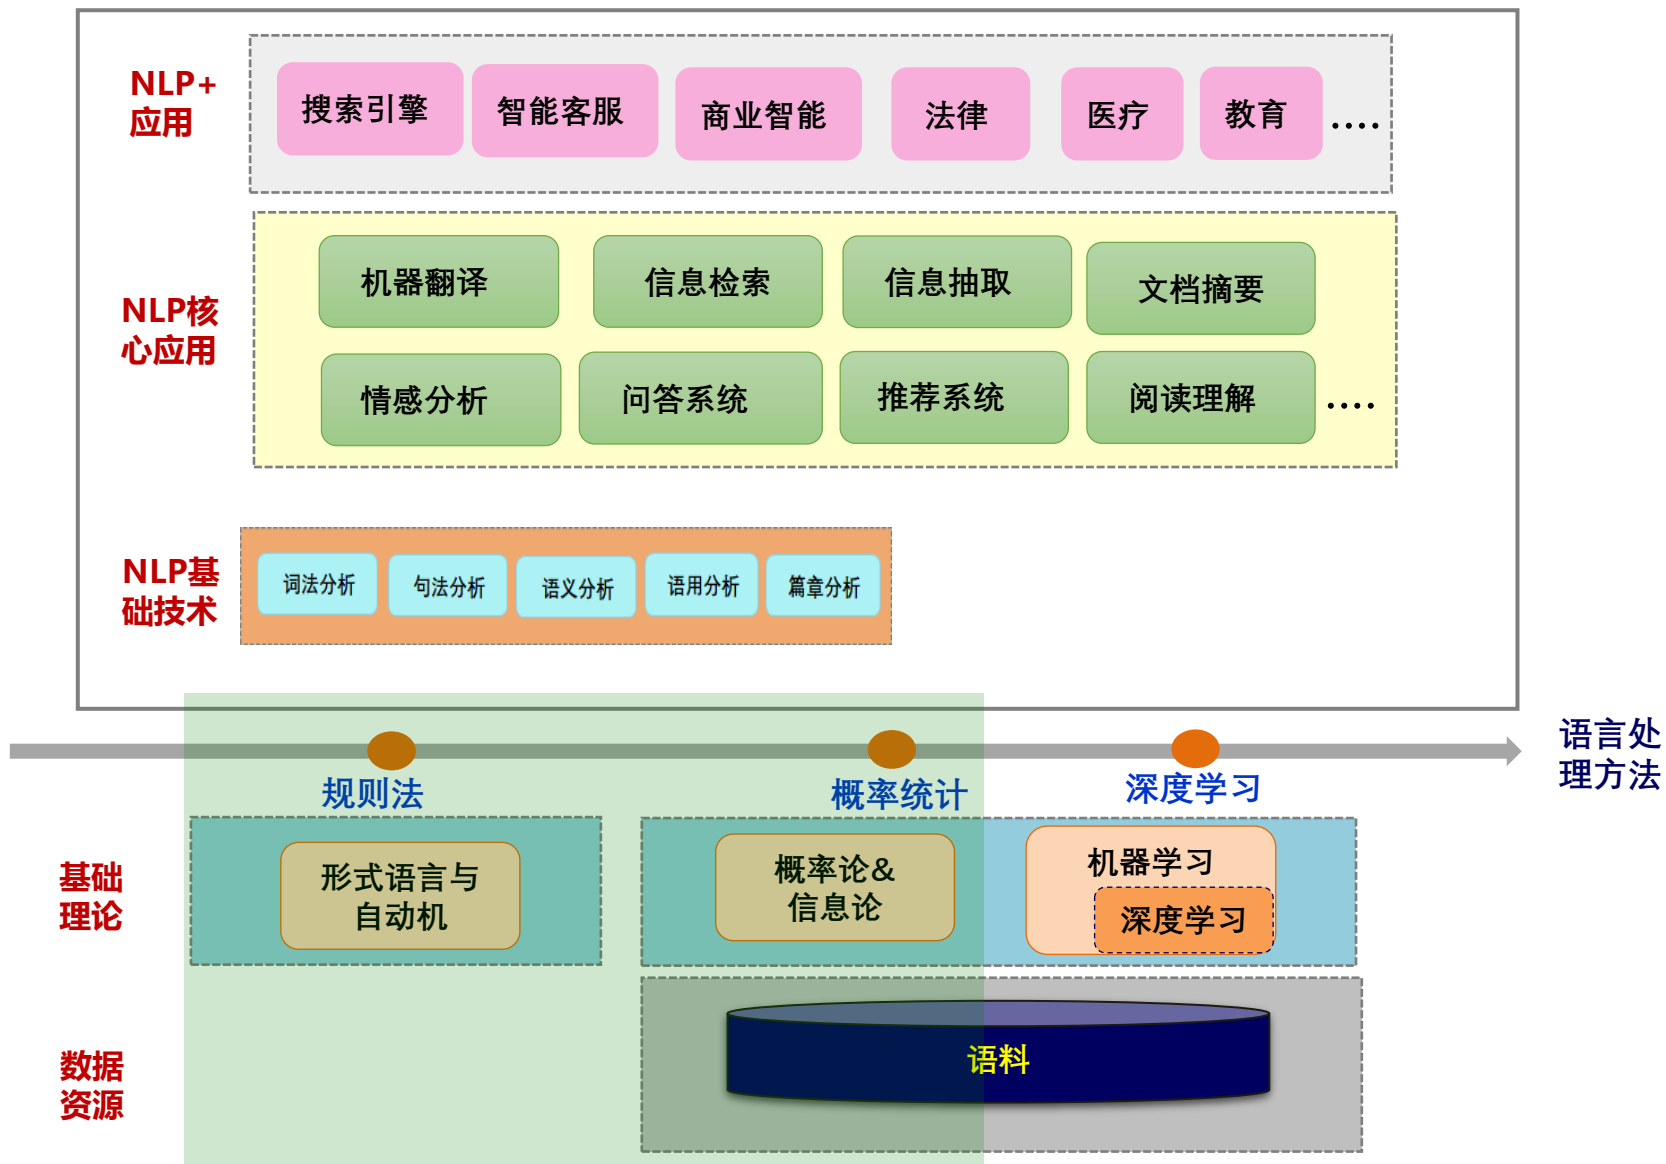 NLP+
应用
搜索引擎
智能客服
商业智能
法律
医疗
教育
....
NLP核
心应用
机器翻译
信息检索
信息抽取
文档摘要
情感分析
问答系统
推荐系统
阅读理解
....
NLP基
础技术
词法分析
句法分析
语义分析
语用分析
篇章分析
语言处
理方法
规则法
概率统计
深度学习
基础
理论
形式语言与
自动机
概率论&
信息论
机器学习
深度学习
数据
资源
语料